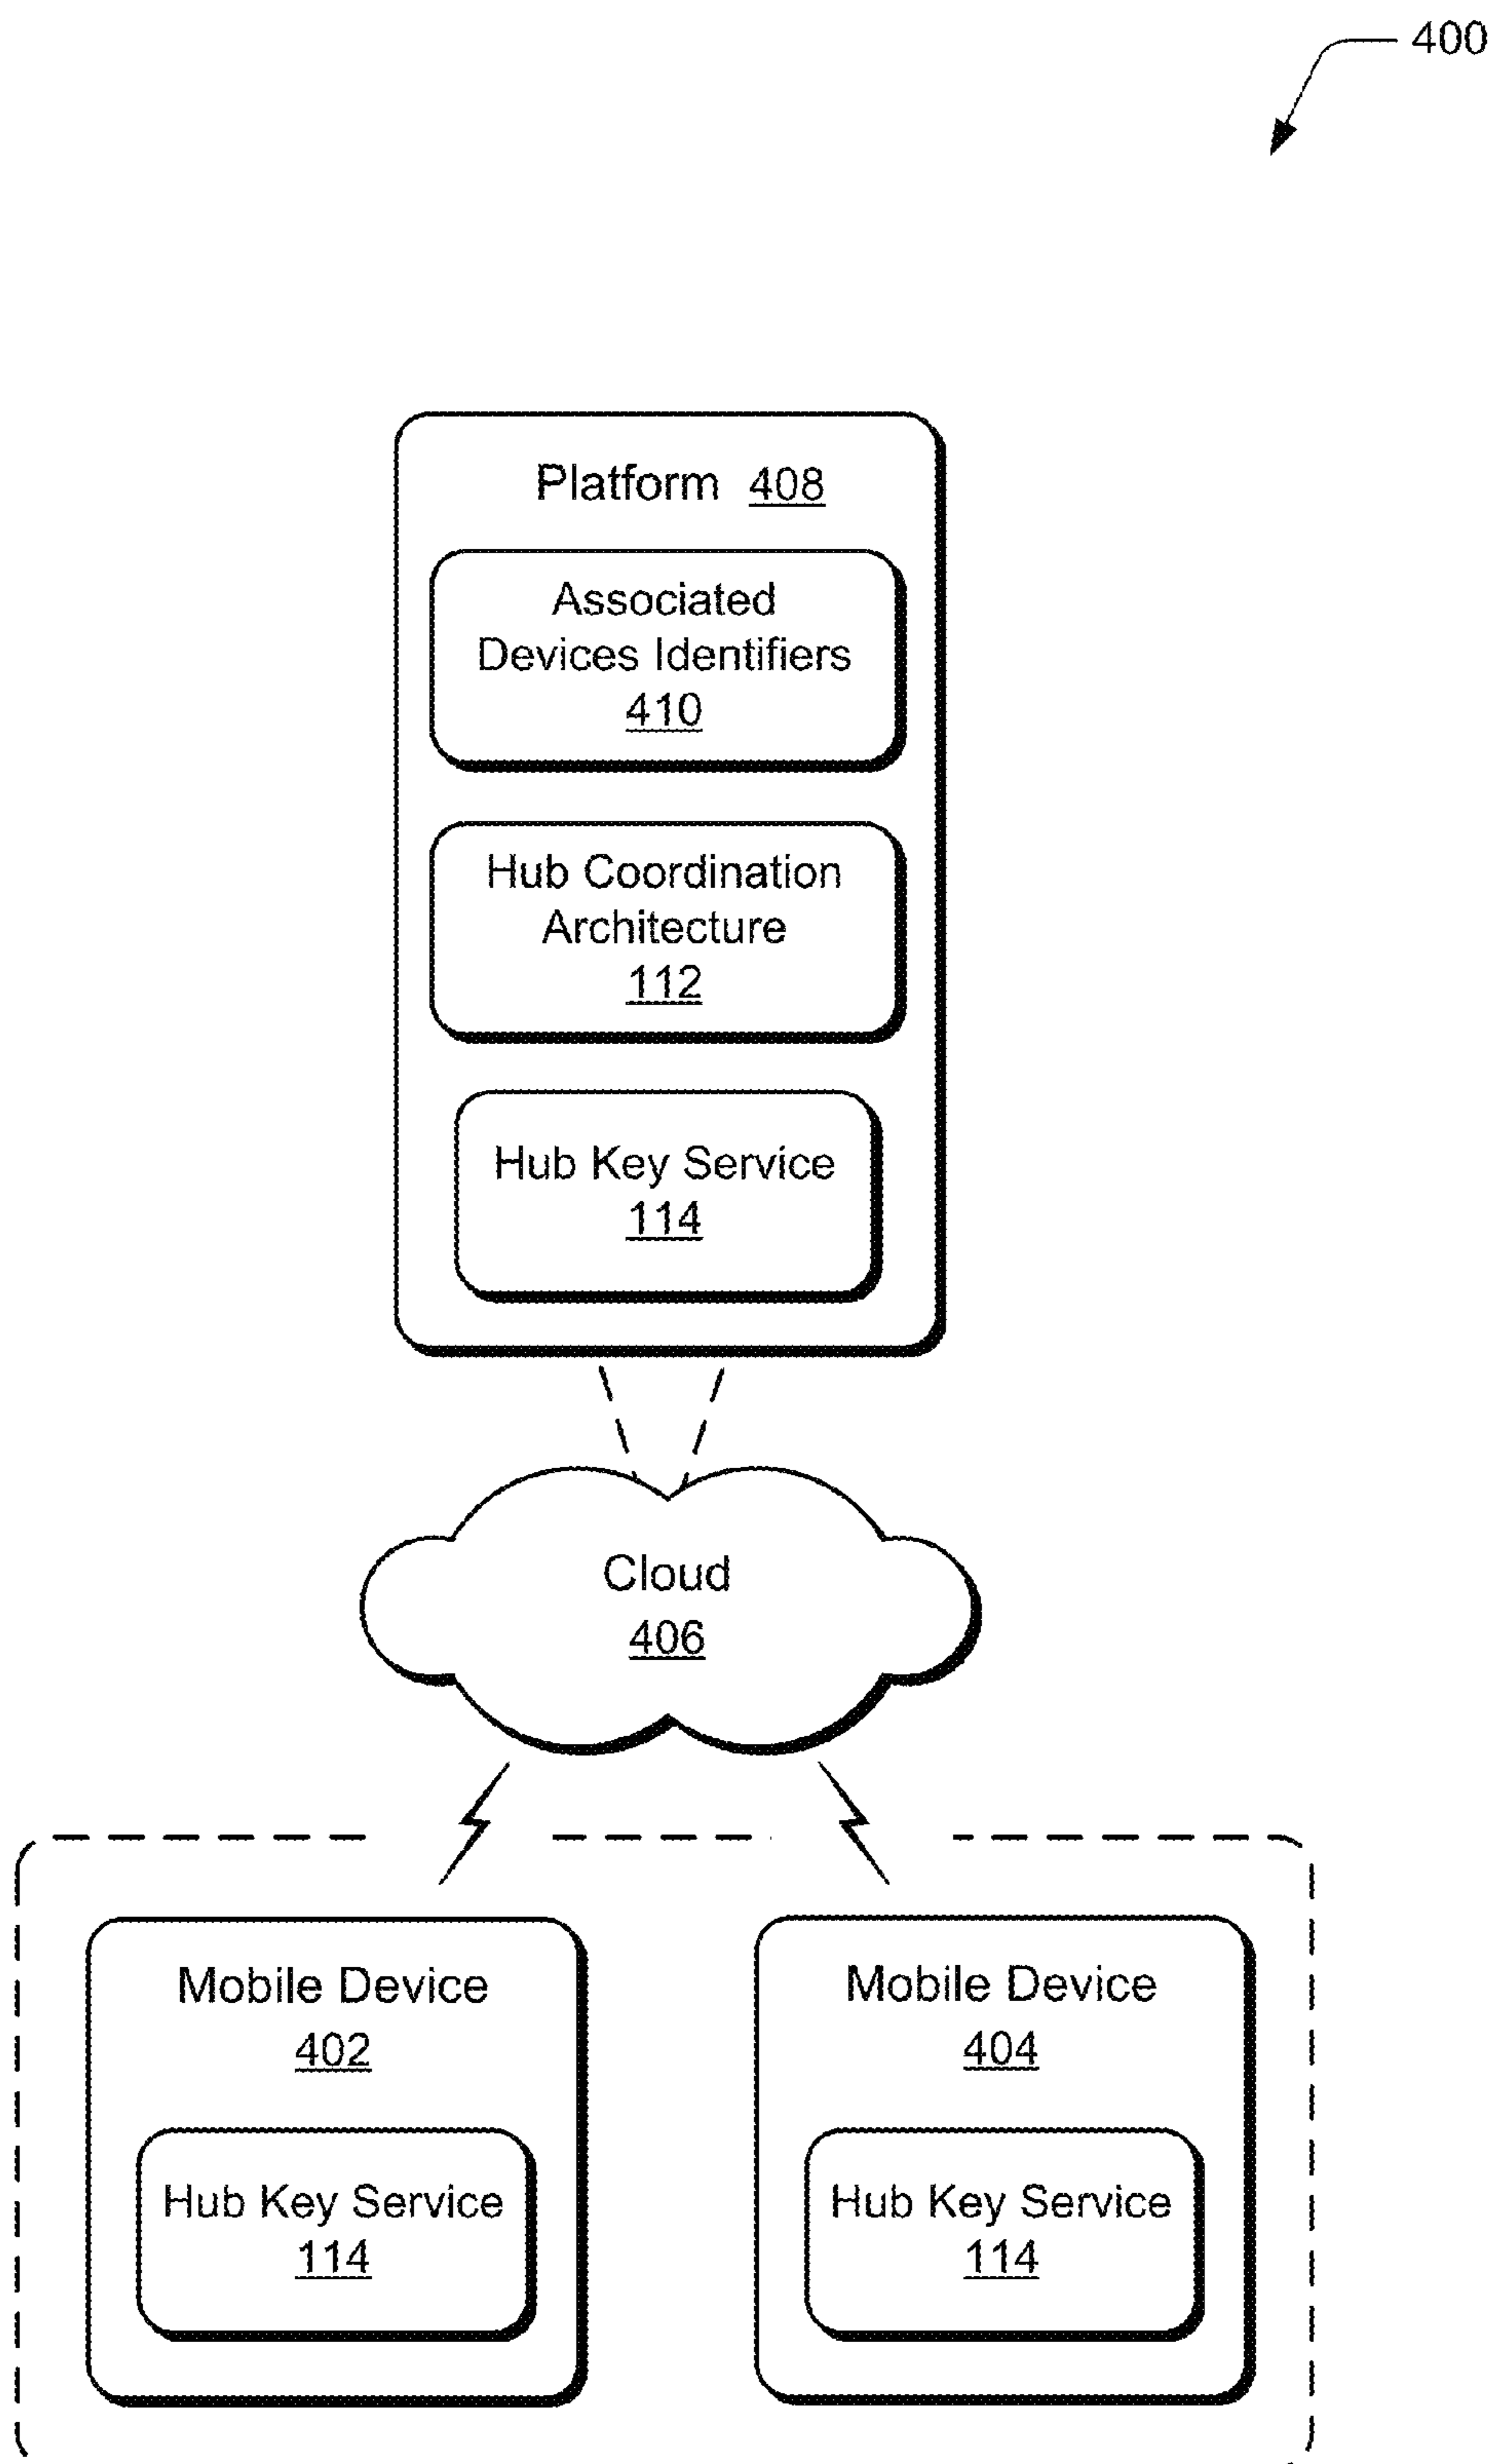 400
Platform 408
Associated
Devices Identifiers
410
Hub Coordination
Architecture
112
Hub Key Service
114
Cloud
406
Mobile Device
402
Hub Key Service
114
Mobile Device
404
Hub Key Service
114